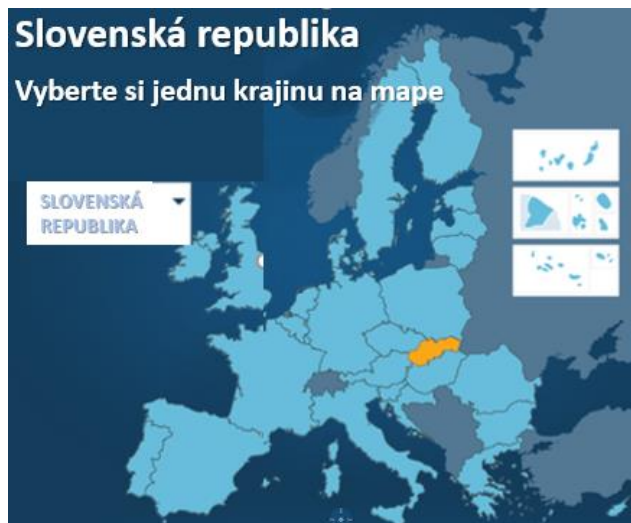 Slovenská republika
Vyberte si jednu krajinu na mape
SLOVENSKÁ
REPUBLIKA